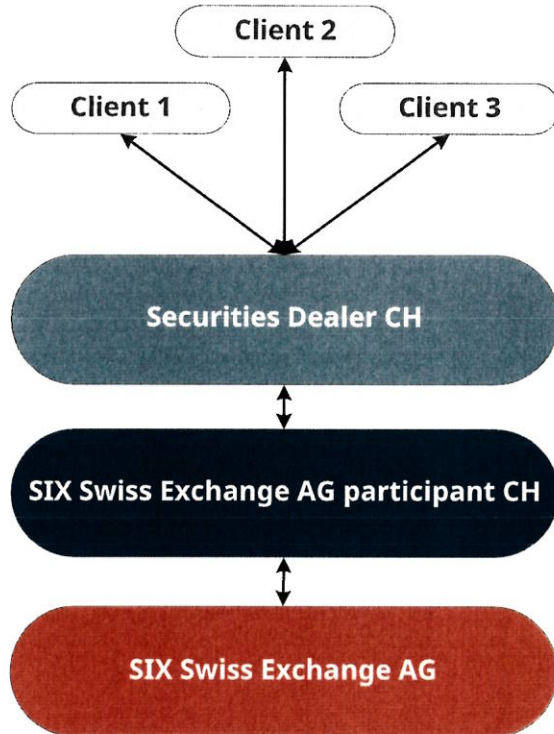 Client 2
Client 1
Client 3
Securities Dealer CH
SIX Swiss Exchange AG participant CH
SIX Swiss Exchange AG